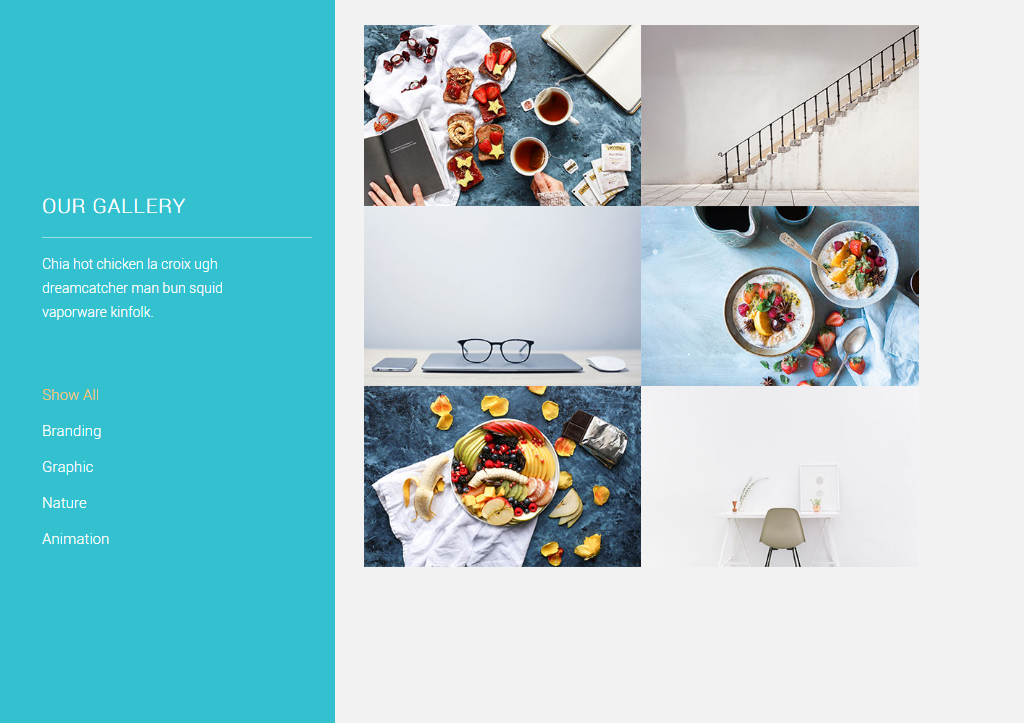 OUR GALLERY
Chia hot chicken la croix ugh
dreamcatcher man bun squid
vaporware kinfolk.
Show All
Branding
Graphic
Nature
Animation